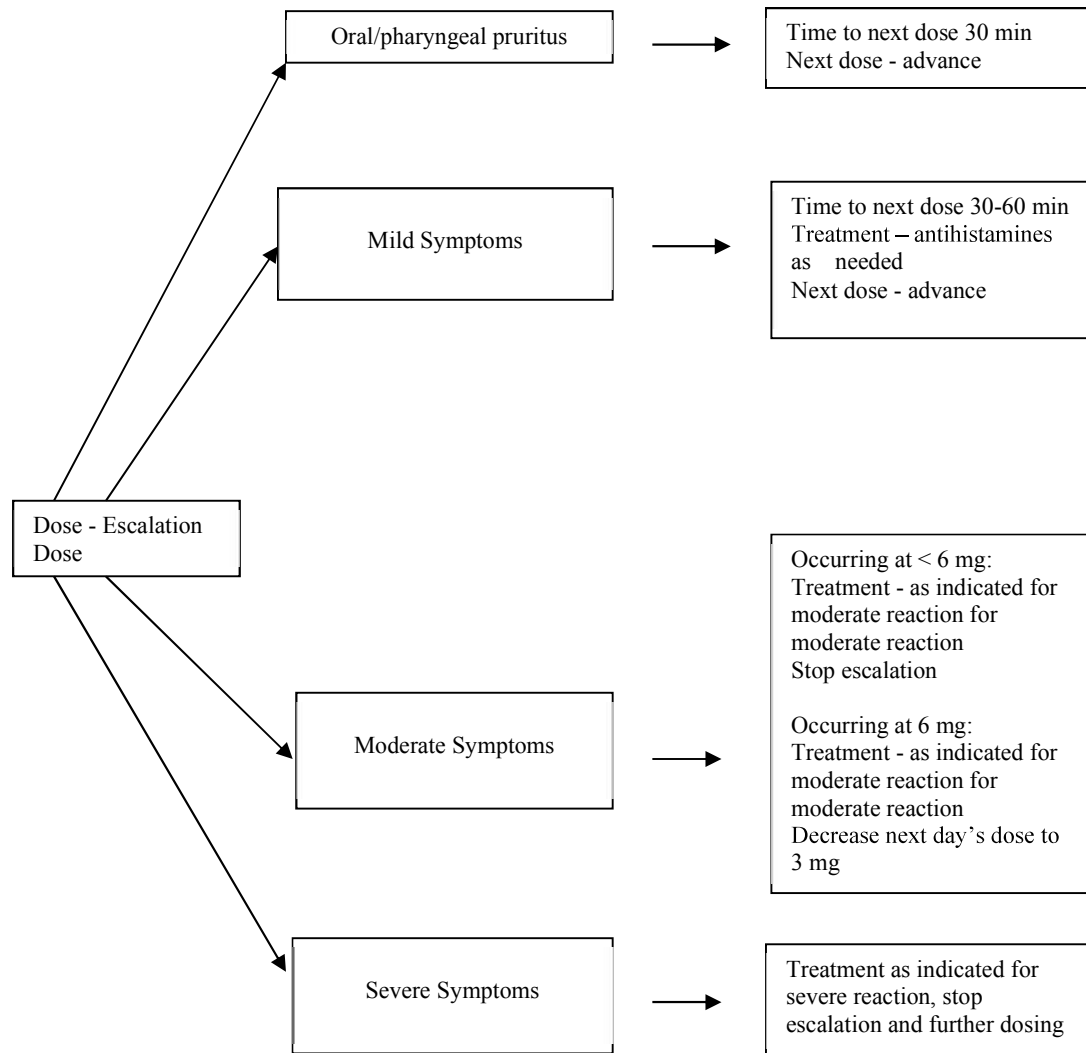 Oral/pharyngeal pruritus
Time to next dose 30 min
Next dose - advance
Mild Symptoms
Time to next dose 30-60 min
Treatment – antihistamines
as needed
Next dose - advance
Dose - Escalation
Dose
Moderate Symptoms
Occurring at < 6 mg:
Treatment - as indicated for
moderate reaction for
moderate reaction
Stop escalation
Occurring at 6 mg:
Treatment - as indicated for
moderate reaction for
moderate reaction
Decrease next day’s dose to
3 mg
Severe Symptoms
Treatment as indicated for
severe reaction, stop
escalation and further dosing